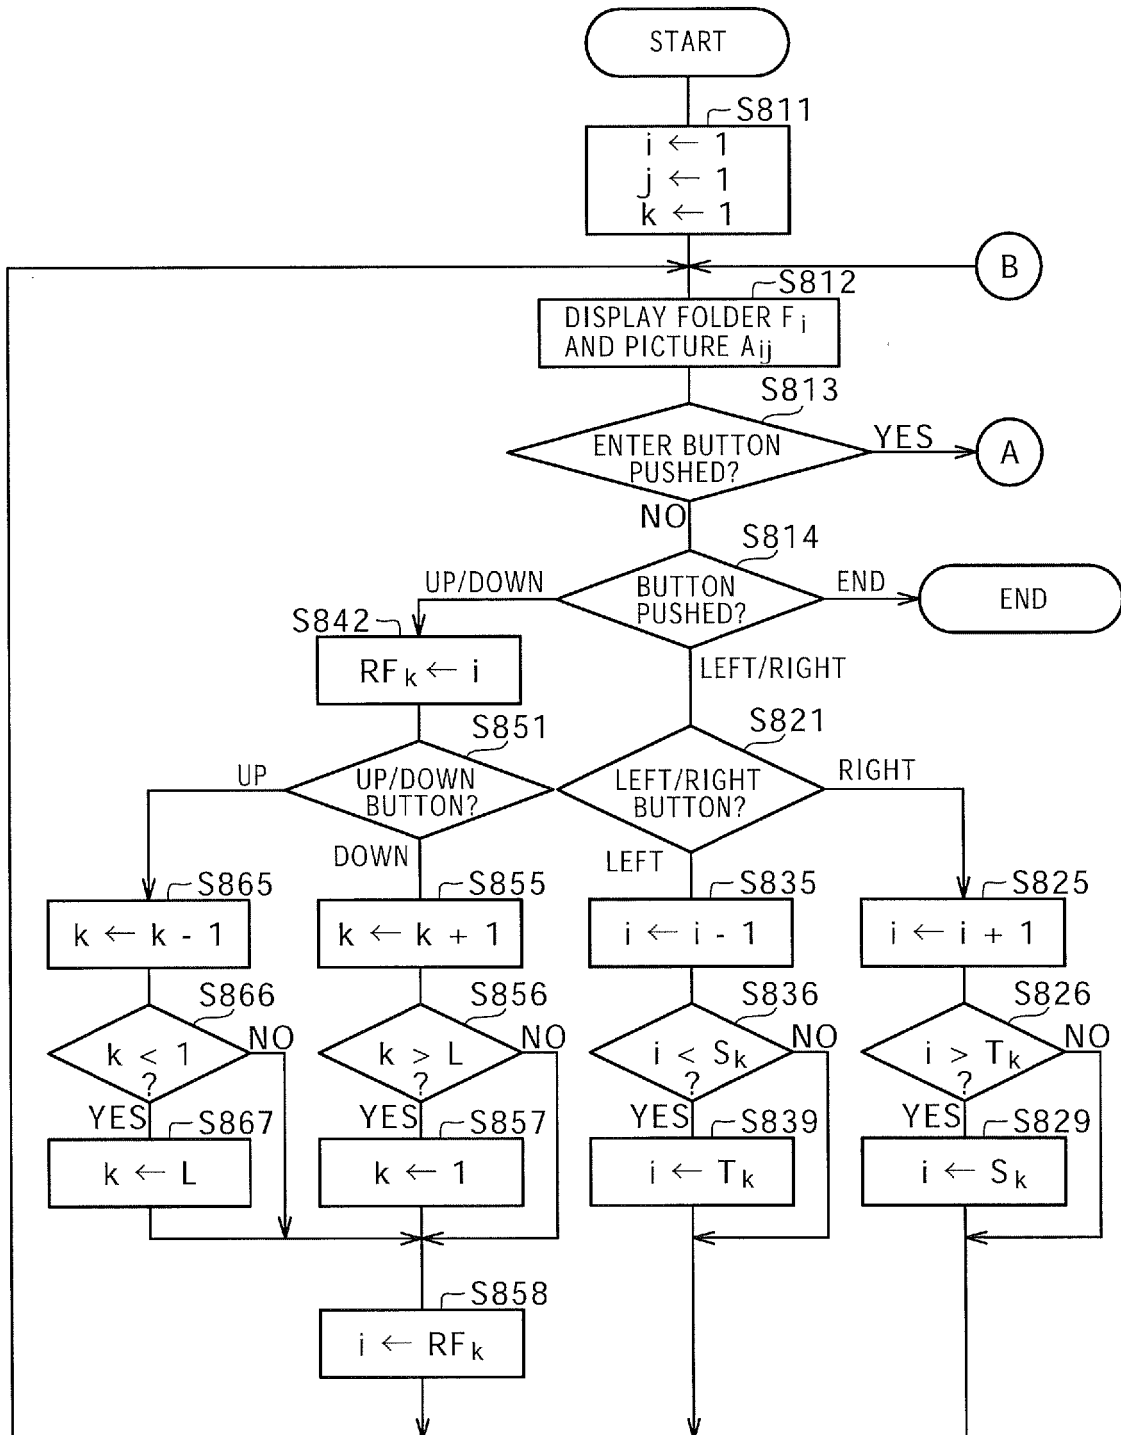 START
S811
i ← 1
j ← 1
k ← 1
B
S812
DISPLAY FOLDER Fi
AND PICTURE Aij
S813
ENTER BUTTON
PUSHED?
YES
A
NO
S814
UP/DOWN
BUTTON
PUSHED?
END
END
S842
RFk ← i
LEFT/RIGHT
S851
UP
UP/DOWN
BUTTON?
DOWN
S821
LEFT/RIGHT
BUTTON?
RIGHT
LEFT
S865
k ← k - 1
S855
k ← k + 1
S835
i ← i - 1
S825
i ← i + 1
S866
k < 1
?
NO
YES
S856
k > L
?
NO
YES
S836
i < Sk
?
NO
YES
S826
i > Tk
?
NO
YES
S867
k ← L
S857
k ← 1
S839
i ← Tk
S829
i ← Sk
S858
i ← RFk